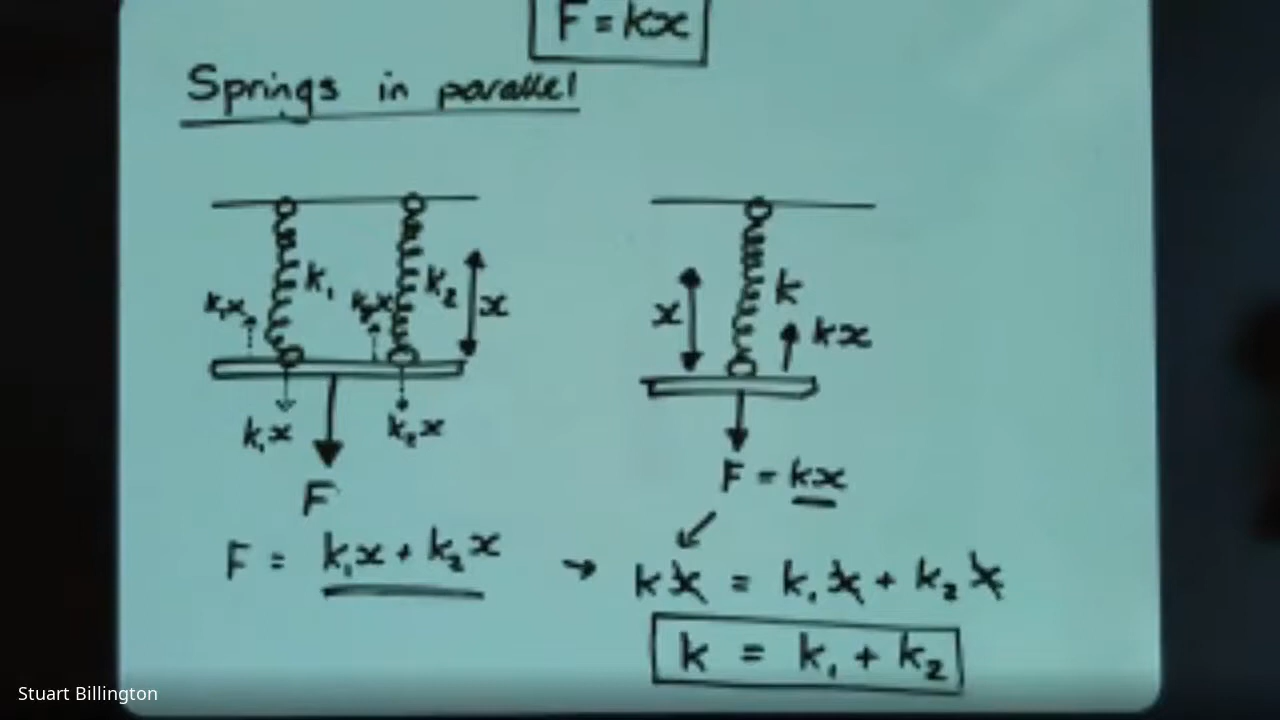 F = kx
Springs in parallel
k₁ k₂ x
k₁x k₂x
k₁x k₂x
F
F = k₁x + k₂x
x k
kx
F = kx
→ kx = k₁x + k₂x
k = k₁ + k₂
Stuart Billington